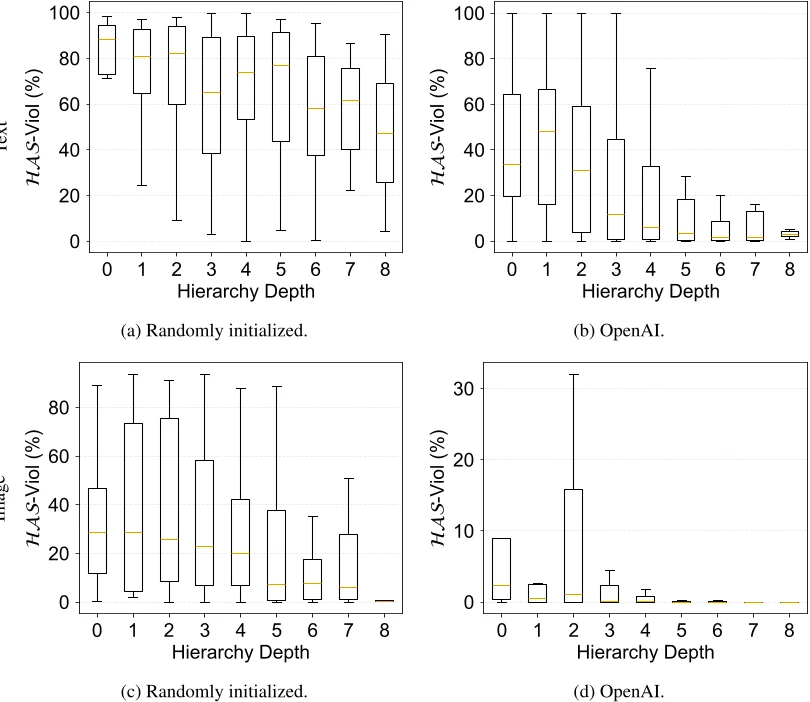 Text
HAS-Viol (%)
100
80
60
40
20
0
0 1 2 3 4 5 6 7 8
Hierarchy Depth
(a) Randomly initialized.
HAS-Viol (%)
100
80
60
40
20
0
0 1 2 3 4 5 6 7 8
Hierarchy Depth
(b) OpenAI.
Image
HAS-Viol (%)
80
60
40
20
0
0 1 2 3 4 5 6 7 8
Hierarchy Depth
(c) Randomly initialized.
HAS-Viol (%)
30
20
10
0
0 1 2 3 4 5 6 7 8
Hierarchy Depth
(d) OpenAI.